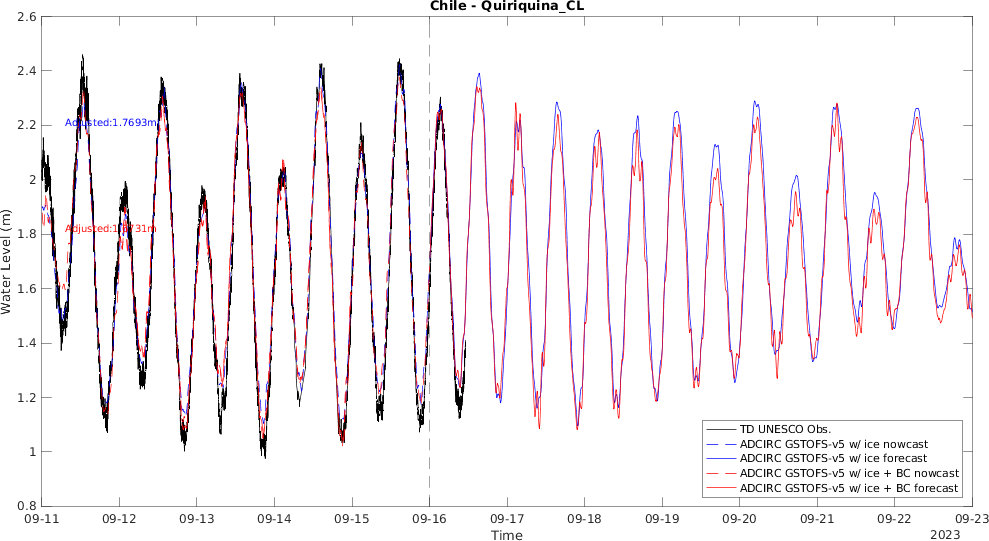 Chile - Quiriquina_CL
2.6
2.4
2.2
2
1.8
1.6
1.4
1.2
1
0.8
Water Level (m)
Adjusted:1.7693m
TD UNESCO Obs.
ADCIRC GSTOFS-v5 w/ ice nowcast
ADCIRC GSTOFS-v5 w/ ice forecast
ADCIRC GSTOFS-v5 w/ ice + BC nowcast
ADCIRC GSTOFS-v5 w/ ice + BC forecast
09-11 09-12 09-13 09-14 09-15 09-16 09-17 09-18 09-19 09-20 09-21 09-22 09-23
Time
2023